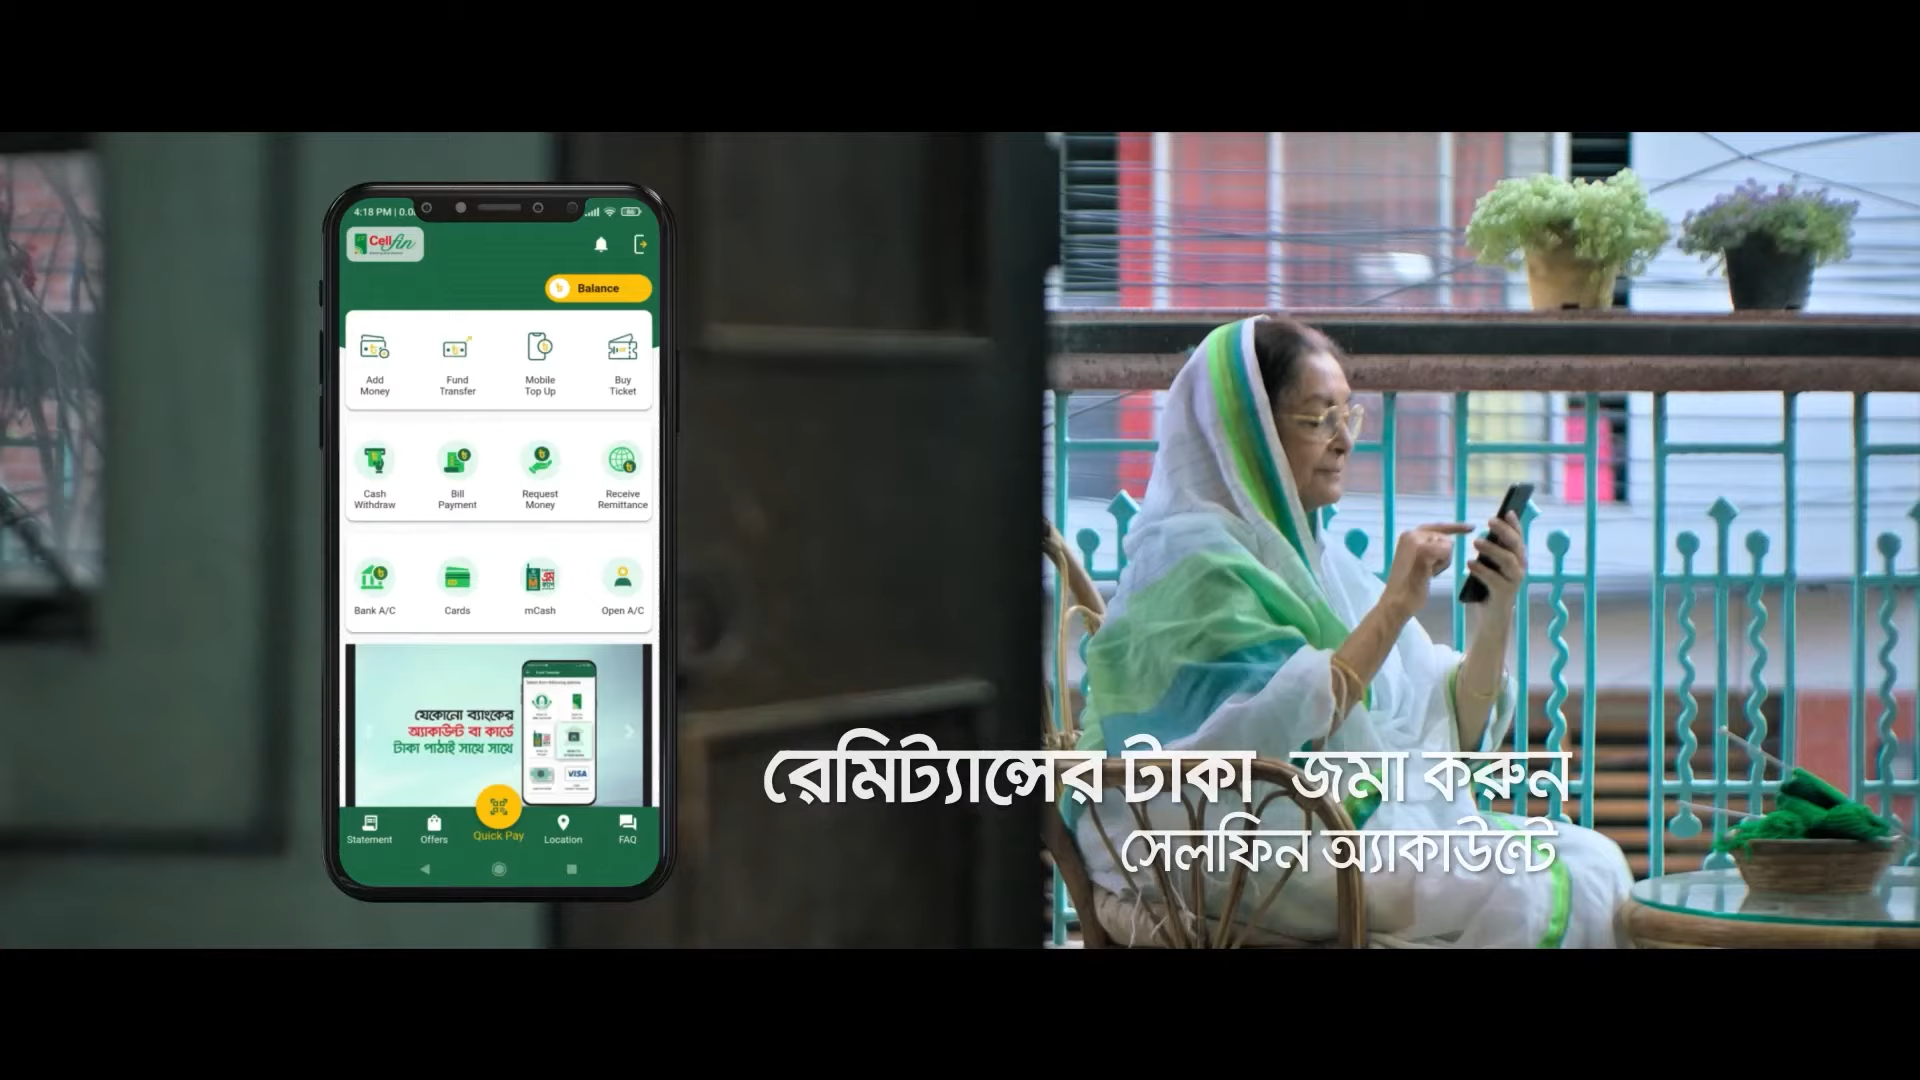 4:18 PM | 0.0
Cellfin
Balance
Add Money
Fund Transfer
Mobile Top Up
Buy Ticket
Cash Withdraw
Bill Payment
Request Money
Receive Remittance
Bank A/C
Cards
mCash
Open A/C
যেকোনো ব্যাংকের
অ্যাকাউন্ট বা কার্ডে
টাকা পাঠাই সাথে সাথে
VISA
Statement
Offers
Quick Pay
Location
FAQ
রেমিট্যান্সের টাকা জমা করুন
সেলফিন অ্যাকাউন্টে